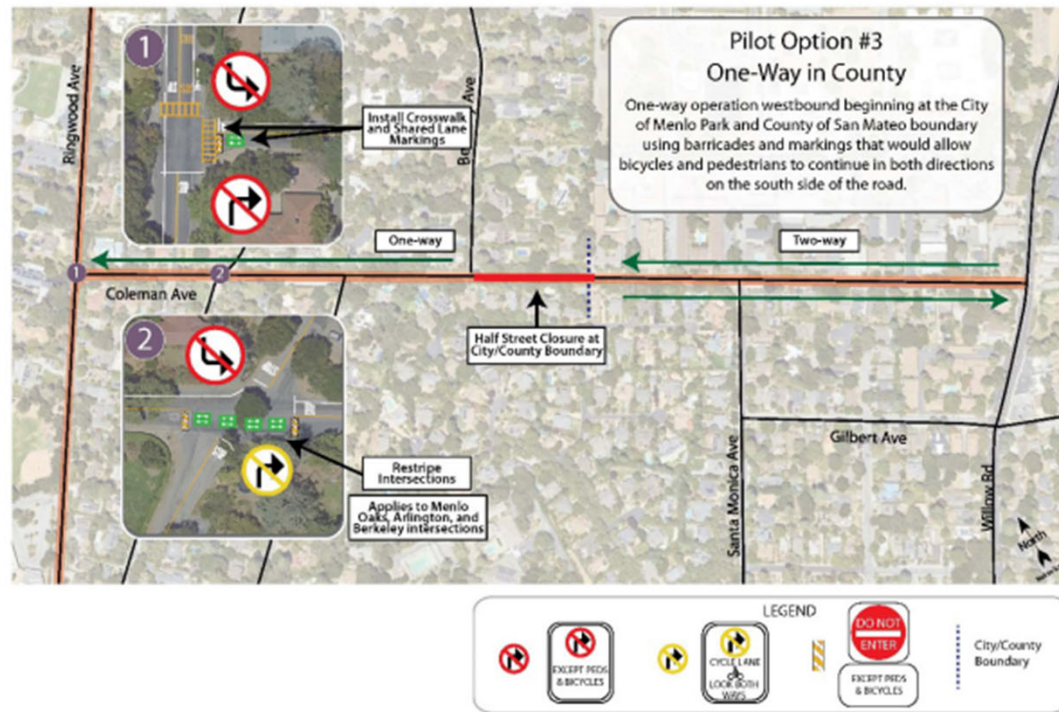 Pilot Option #3
One-Way in County
One-way operation westbound beginning at the City
of Menlo Park and County of San Mateo boundary
using barricades and markings that would allow
bicycles and pedestrians to continue in both directions
on the south side of the road.
1
Install Crosswalk
and Shared Lane
Markings
Ringwood Ave
Ave
One-way
Two-way
1
2
Coleman Ave
Half Street Closure at
City/County Boundary
2
Restripe
Intersections
Applies to Menlo
Oaks, Arlington, and
Berkeley intersections
Santa Monica Ave
Gilbert Ave
Willow Rd
North
LEGEND
EXCEPT PEDS
& BICYCLES
CYCLE LANE
LOOK BOTH
WAYS
DO NOT
ENTER
EXCEPT PEDS
& BICYCLES
City/County
Boundary